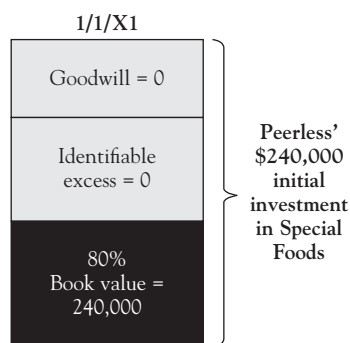 1/1/X1
Goodwill = 0
Identifiable
excess = 0
80%
Book value =
240,000
Peerless’
$240,000
initial
investment
in Special
Foods